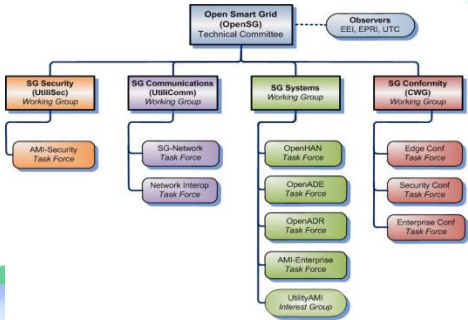 Open Smart Grid
(OpenSG)
Technical Committee
Observers
EEI, EPRI, UTC
SG Security
(UtiliSec)
Working Group
SG Communications
(UtiliComm)
Working Group
SG Systems
Working Group
SG Conformity
(CWG)
Working Group
AMI-Security
Task Force
SG-Network
Task Force
Network Interop
Task Force
OpenHAN
Task Force
OpenADE
Task Force
OpenADR
Task Force
AMI-Enterprise
Task Force
UtilityAMI
Interest Group
Edge Conf
Task Force
Security Conf
Task Force
Enterprise Conf
Task Force